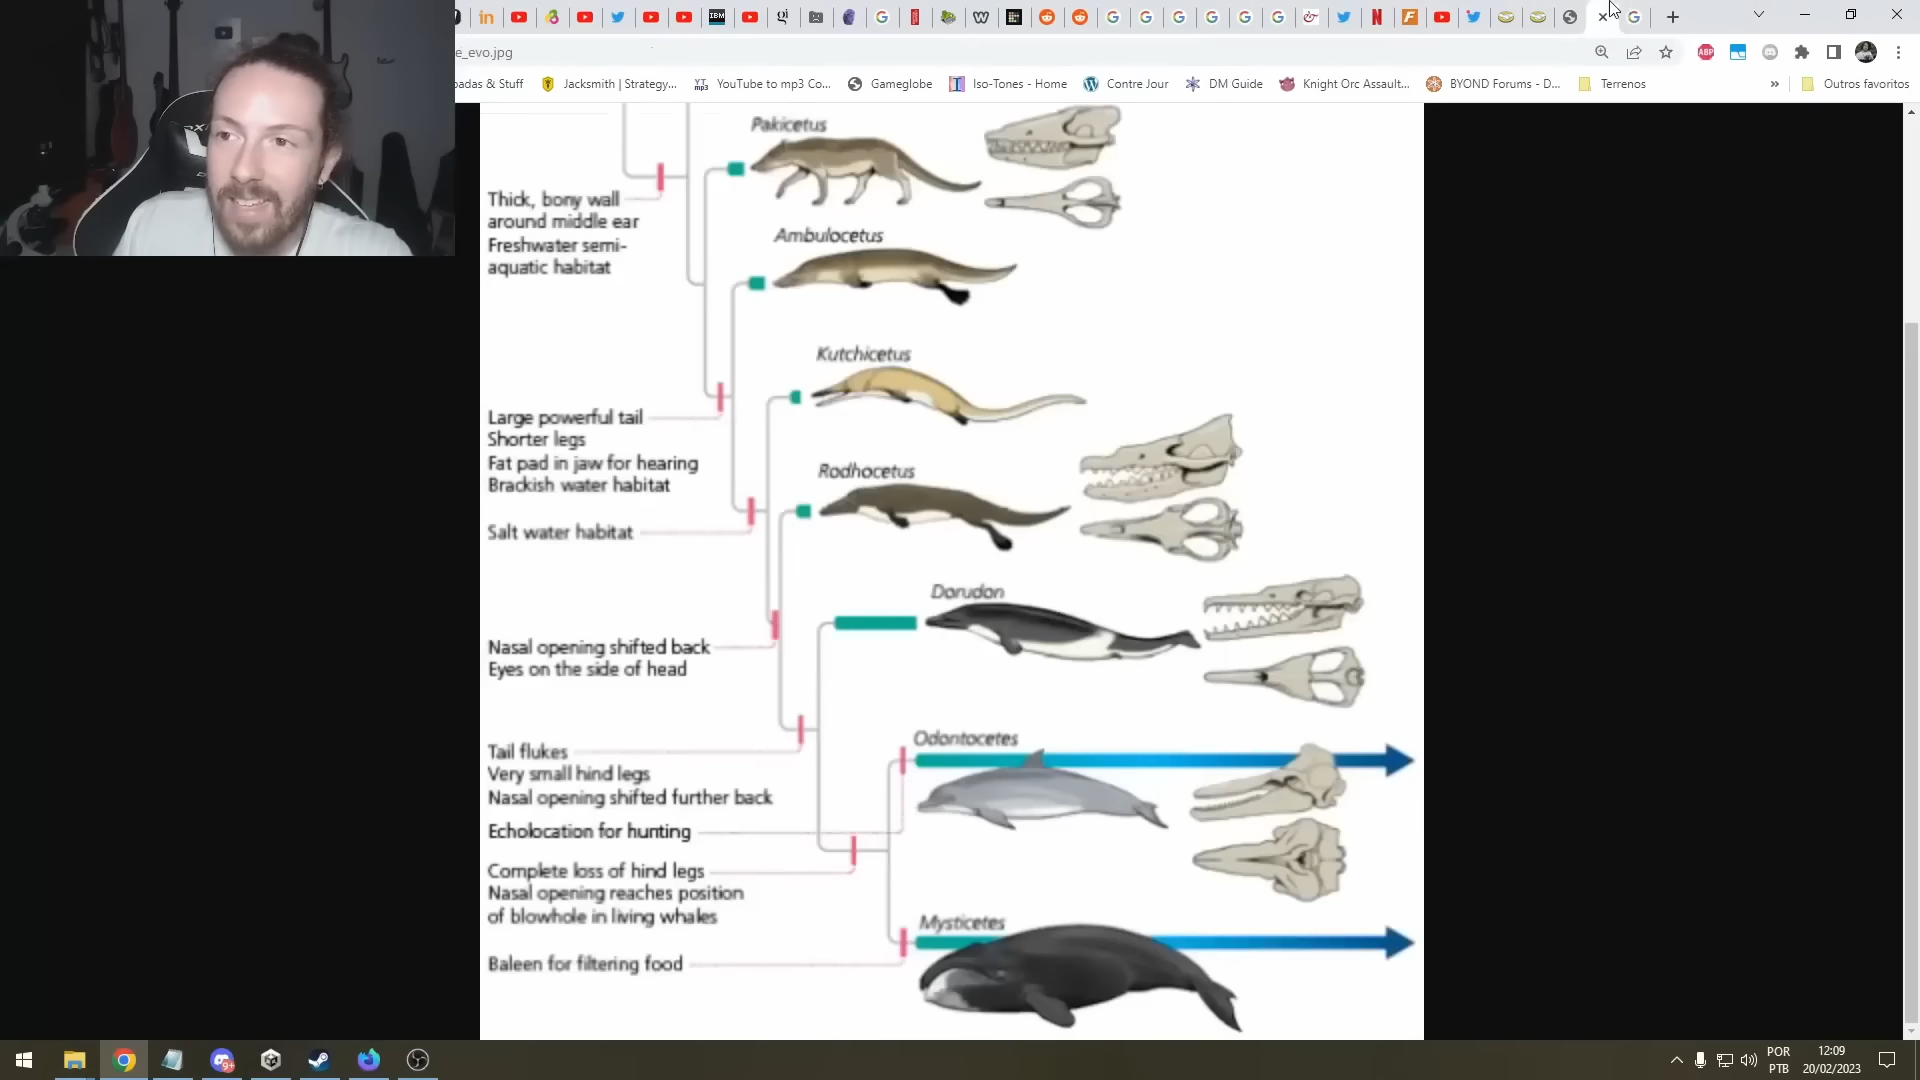 e_evo.jpg
ABP
padas & Stuff
Jacksmith | Strategy...
YouTube to mp3 Co...
Gameglobe
Iso-Tones - Home
Contre Jour
DM Guide
Knight Orc Assault...
BYOND Forums - D...
Terrenos
»
Outros favoritos
Pakicetus
Thick, bony wall
around middle ear
Freshwater semi-
aquatic habitat
Ambulocetus
Kutchicetus
Large powerful tail
Shorter legs
Fat pad in jaw for hearing
Brackish water habitat
Rodhocetus
Salt water habitat
Dorudon
Nasal opening shifted back
Eyes on the side of head
Odontocetes
Tail flukes
Very small hind legs
Nasal opening shifted further back
Echolocation for hunting
Complete loss of hind legs
Nasal opening reaches position
of blowhole in living whales
Mysticetes
Baleen for filtering food
9+
POR
PTB
12:09
20/02/2023